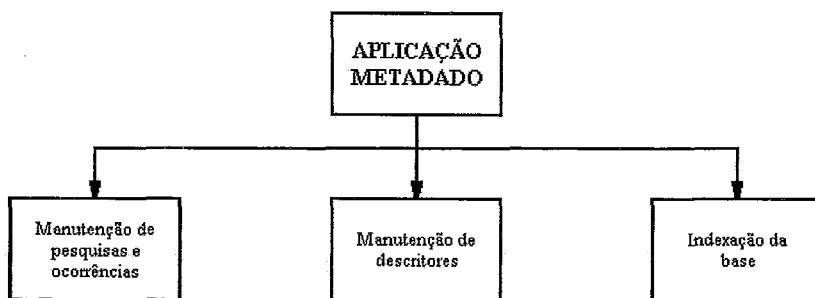 APLICAÇÃO
METADADO
Manutenção de
pesquisas e
ocorrências
Manutenção de
descritores
Indexação da
base